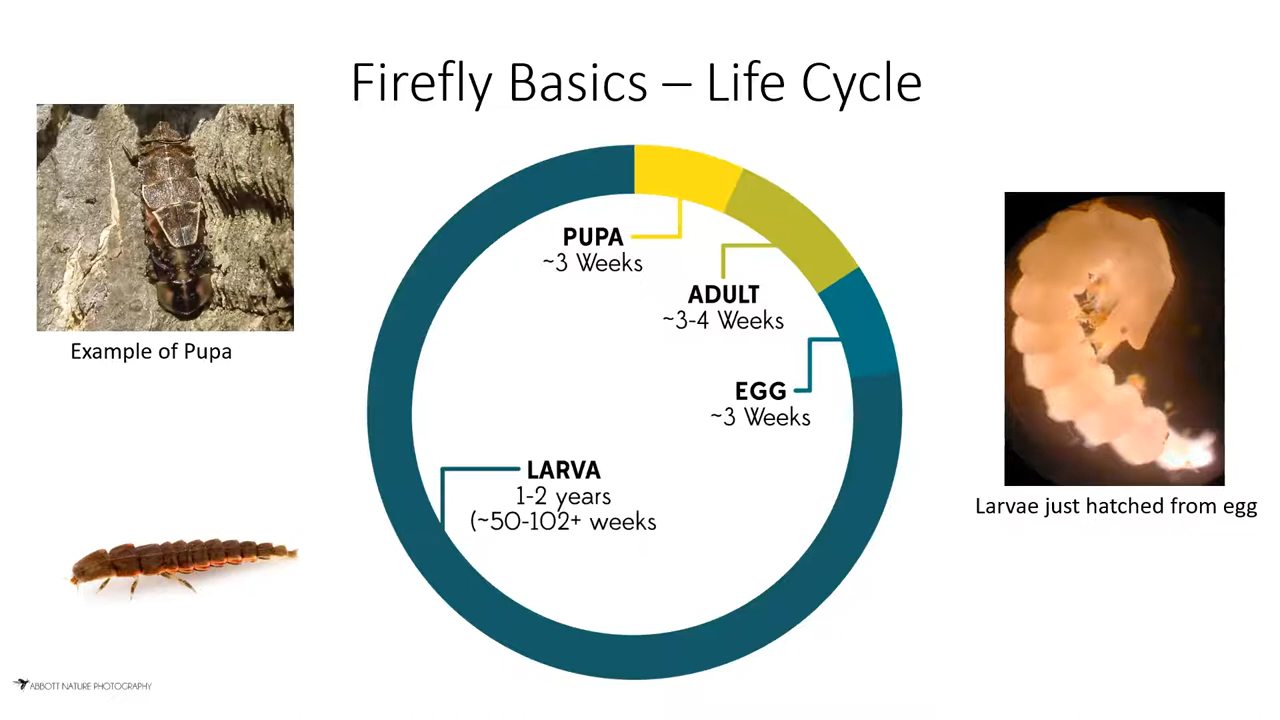 Firefly Basics – Life Cycle
Example of Pupa
PUPA
~3 Weeks
ADULT
~3-4 Weeks
EGG
~3 Weeks
LARVA
1-2 years
(~50-102+ weeks
Larvae just hatched from egg
ABBOTT NATURE PHOTOGRAPHY